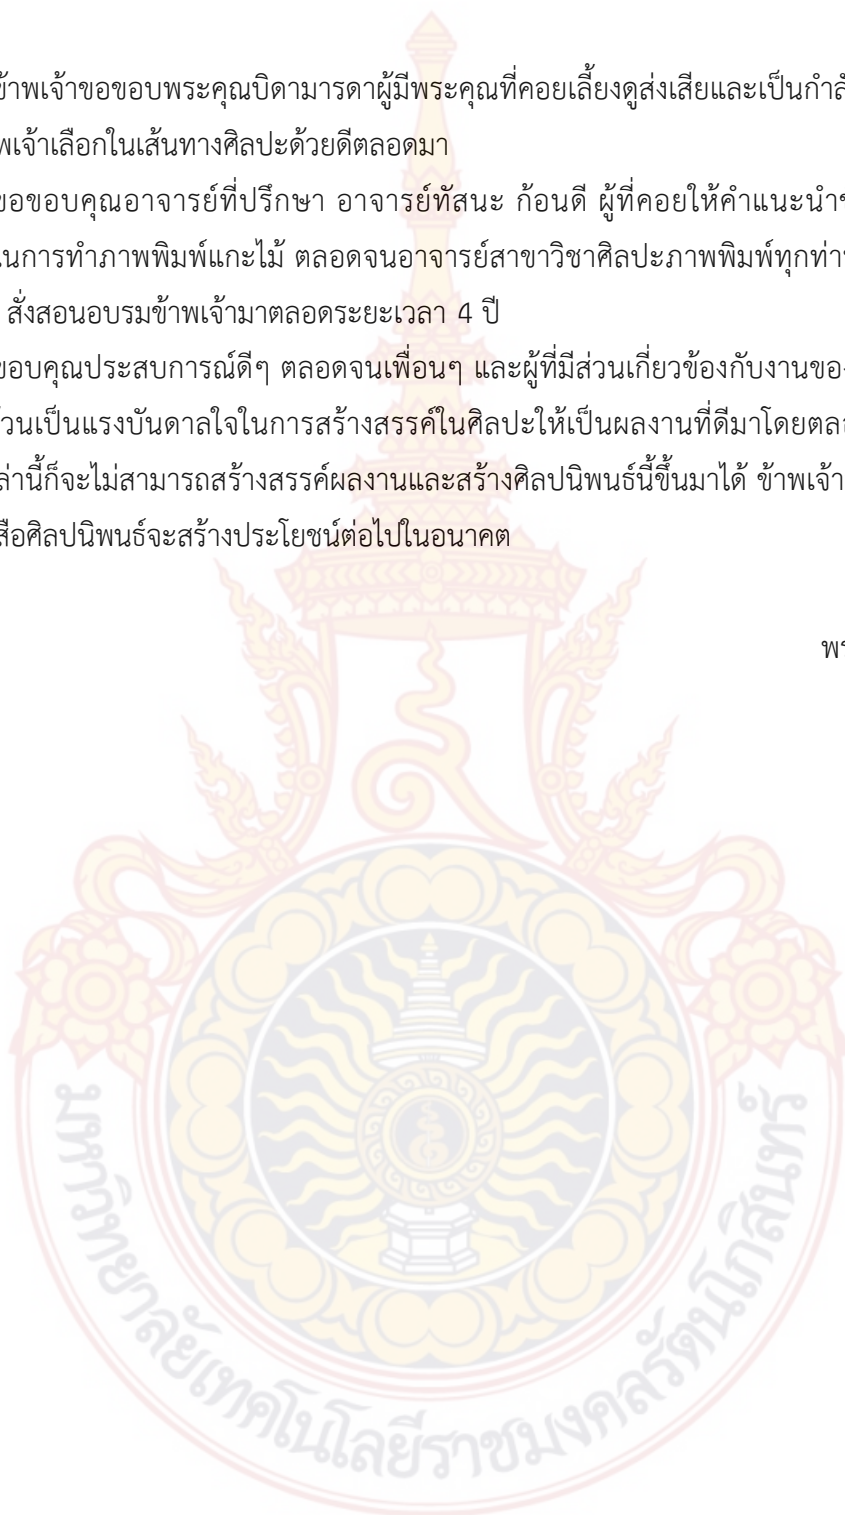 ข้าพเจ้าขอขอบพระคุณบิดามารดาผู้มีพระคุณที่คอยเลี้ยงดูส่งเสียและเป็นกำลั
พเจ้าเลือกในเส้นทางศิลปะด้วยดีตลอดมา
ขอขอบคุณอาจารย์ที่ปรึกษา อาจารย์ทัสนะ ก้อนดี ผู้ที่คอยให้คำแนะนำ
ในการทำภาพพิมพ์แกะไม้ ตลอดจนอาจารย์สาขาวิชาศิลปะภาพพิมพ์ทุกท่า
สั่งสอนอบรมข้าพเจ้ามาตลอดระยะเวลา 4 ปี
ขอบคุณประสบการณ์ดีๆ ตลอดจนเพื่อนๆ และผู้ที่มีส่วนเกี่ยวข้องกับงานของ
้วนเป็นแรงบันดาลใจในการสร้างสรรค์ในศิลปะให้เป็นผลงานที่ดีมาโดยตล
ล่านี้ก็จะไม่สามารถสร้างสรรค์ผลงานและสร้างศิลปนิพนธ์นี้ขึ้นมาได้ ข้าพเจ้า
สือศิลปนิพนธ์จะสร้างประโยชน์ต่อไปในอนาคต
พ
มหาวิทยาลัยเทคโนโลยีราชมงคลรัตนโกสินทร์